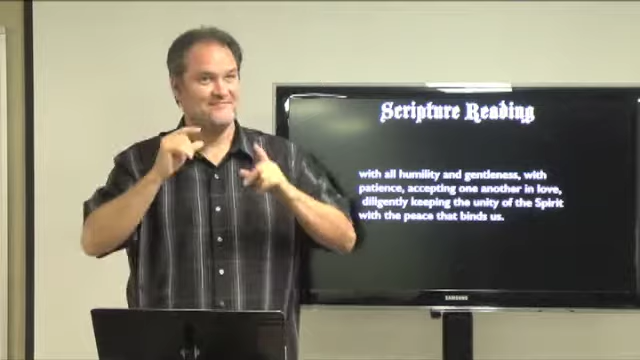 Scripture Reading
with all humility and gentleness, with
patience, accepting one another in love,
diligently keeping the unity of the Spirit
with the peace that binds us.
SAMSUNG